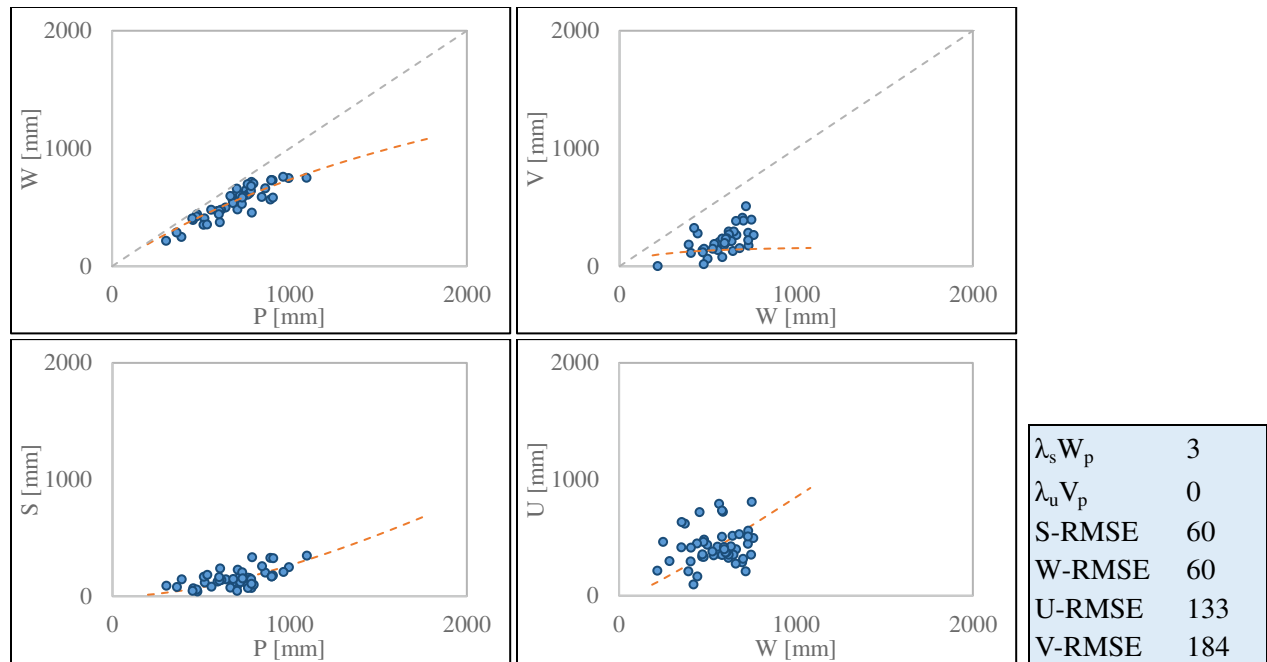 2000
W [mm]
1000
0
0 1000 2000
P [mm]
2000
V [mm]
1000
0
0 1000 2000
W [mm]
2000
S [mm]
1000
0
0 1000 2000
P [mm]
2000
U [mm]
1000
0
0 1000 2000
W [mm]
λₛWₚ 3
λᵤVₚ 0
S-RMSE 60
W-RMSE 60
U-RMSE 133
V-RMSE 184